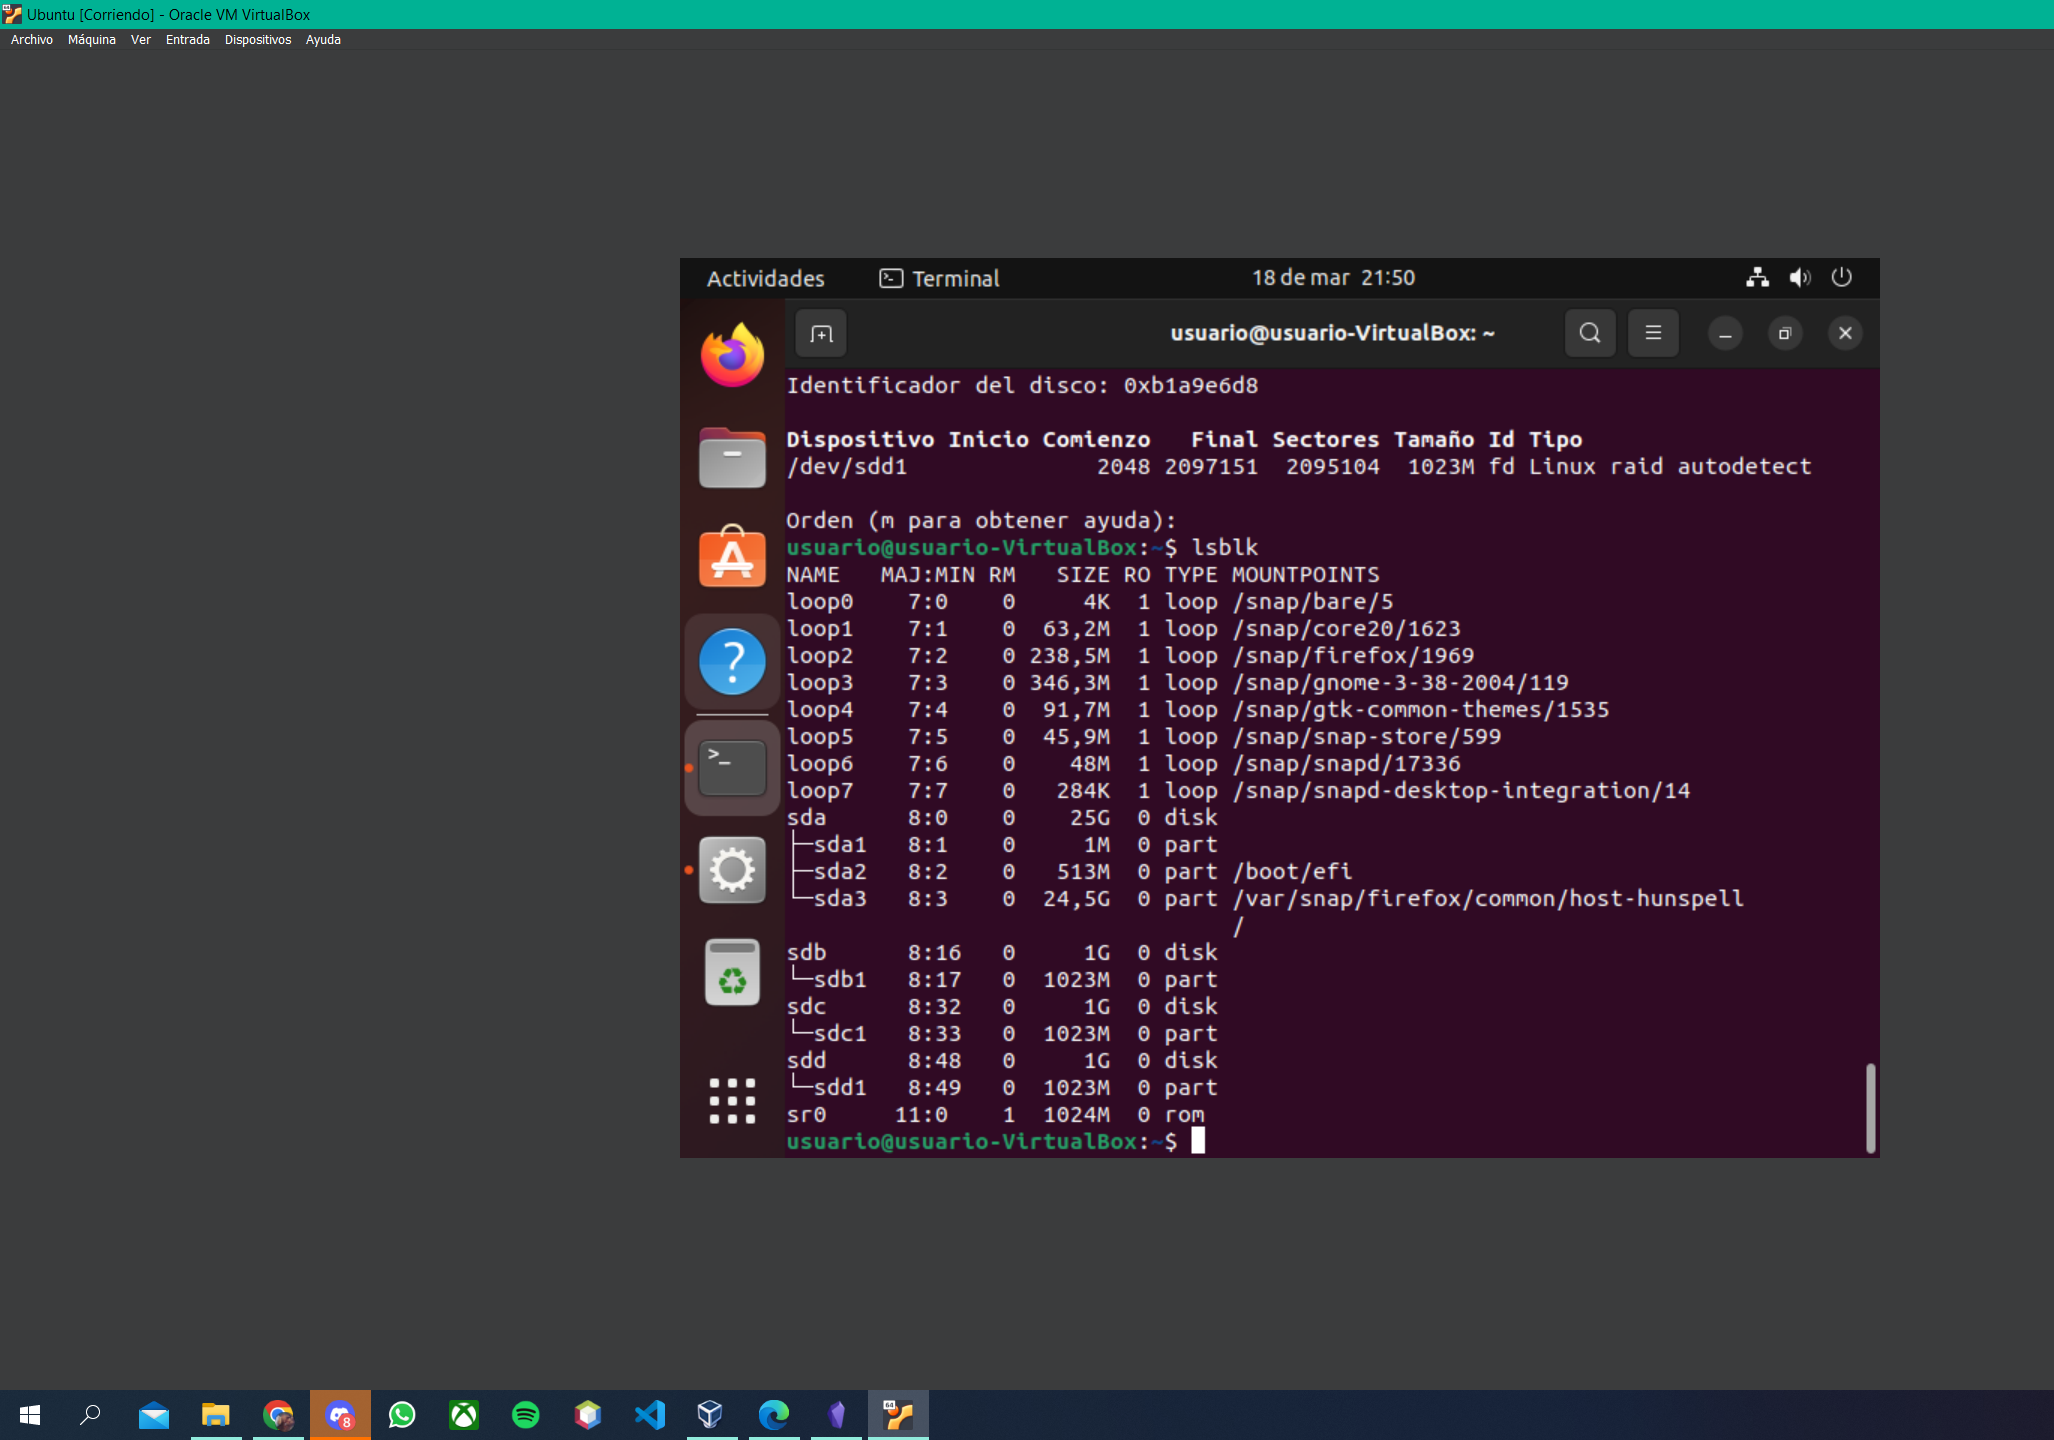 Ubuntu [Corriendo] - Oracle VM VirtualBox
Archivo Máquina Ver Entrada Dispositivos Ayuda
Actividades Terminal 18 de mar 21:50
usuario@usuario-VirtualBox: ~
Identificador del disco: 0xb1a9e6d8
Dispositivo Inicio Comienzo Final Sectores Tamaño Id Tipo
/dev/sdd1 2048 2097151 2095104 1023M fd Linux raid autodetect
Orden (m para obtener ayuda):
usuario@usuario-VirtualBox:~$ lsblk
NAME MAJ:MIN RM SIZE RO TYPE MOUNTPOINTS
loop0 7:0 0 4K 1 loop /snap/bare/5
loop1 7:1 0 63,2M 1 loop /snap/core20/1623
loop2 7:2 0 238,5M 1 loop /snap/firefox/1969
loop3 7:3 0 346,3M 1 loop /snap/gnome-3-38-2004/119
loop4 7:4 0 91,7M 1 loop /snap/gtk-common-themes/1535
loop5 7:5 0 45,9M 1 loop /snap/snap-store/599
loop6 7:6 0 48M 1 loop /snap/snapd/17336
loop7 7:7 0 284K 1 loop /snap/snapd-desktop-integration/14
sda 8:0 0 25G 0 disk
├─sda1 8:1 0 1M 0 part
├─sda2 8:2 0 513M 0 part /boot/efi
└─sda3 8:3 0 24,5G 0 part /var/snap/firefox/common/host-hunspell
/
sdb 8:16 0 1G 0 disk
└─sdb1 8:17 0 1023M 0 part
sdc 8:32 0 1G 0 disk
└─sdc1 8:33 0 1023M 0 part
sdd 8:48 0 1G 0 disk
└─sdd1 8:49 0 1023M 0 part
sr0 11:0 1 1024M 0 rom
usuario@usuario-VirtualBox:~$
8
64